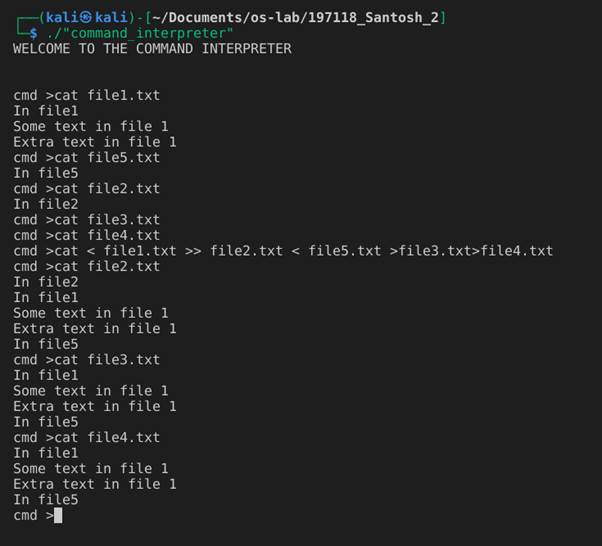 ┌──(kali㉿kali)-[~/Documents/os-lab/197118_Santosh_2]
└─$ ./"command_interpreter"
WELCOME TO THE COMMAND INTERPRETER
cmd >cat file1.txt
In file1
Some text in file 1
Extra text in file 1
cmd >cat file5.txt
In file5
cmd >cat file2.txt
In file2
cmd >cat file3.txt
cmd >cat file4.txt
cmd >cat < file1.txt >> file2.txt < file5.txt >file3.txt>file4.txt
cmd >cat file2.txt
In file2
In file1
Some text in file 1
Extra text in file 1
In file5
cmd >cat file3.txt
In file1
Some text in file 1
Extra text in file 1
In file5
cmd >cat file4.txt
In file1
Some text in file 1
Extra text in file 1
In file5
cmd >